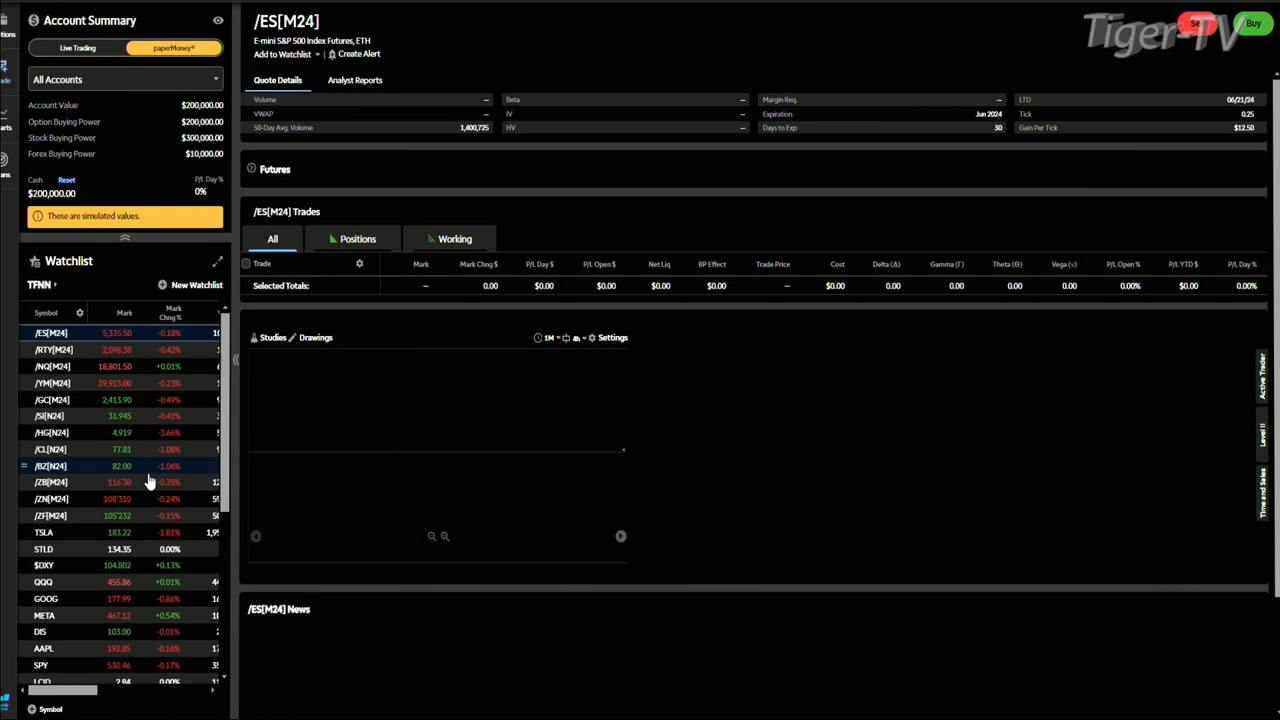 Account Summary
Live Trading
paperMoney®
All Accounts
Account Value $200,000.00
Option Buying Power $200,000.00
Stock Buying Power $300,000.00
Forex Buying Power $10,000.00
Cash Reset P/L Day %
$200,000.00 0%
These are simulated values.
Watchlist
TFNN New Watchlist
Symbol Mark Mark Chng %
/ES[M24] 5,335.50 -0.18%
/RTY[M24] 2,098.30 -0.42%
/NQ[M24] 18,801.50 +0.01%
/YM[M24] 39,913.00 -0.23%
/GC[M24] 2,413.90 -0.49%
/SI[N24] 31.945 -0.41%
/HG[N24] 4.919 -3.66%
/CL[N24] 77.81 -1.08%
/BZ[N24] 82.00 -1.06%
/ZB[M24] 116'30 -0.35%
/ZN[M24] 108'310 -0.24%
/ZF[M24] 105'232 -0.15%
TSLA 183.22 -1.81%
STLD 134.35 0.00%
$DXY 104.802 +0.13%
QQQ 455.86 +0.01%
GOOG 177.99 -0.86%
META 467.12 +0.54%
DIS 103.00 -0.01%
AAPL 192.05 -0.16%
SPY 530.46 -0.17%
LCID 2.84 0.00%
Symbol
/ES[M24]
E-mini S&P 500 Index Futures, ETH
Add to Watchlist Create Alert
Tiger-TV
Buy
Quote Details Analyst Reports
Volume -- Beta -- Margin Req. -- LTD 06/21/24
VWAP -- IV -- Expiration Jun 2024 Tick 0.25
50-Day Avg. Volume 1,400,725 HV -- Days to Exp 30 Gain Per Tick $12.50
Futures
/ES[M24] Trades
All Positions Working
Trade Mark Mark Chng $ P/L Day $ P/L Open $ Net Liq BP Effect Trade Price Cost Delta (Δ) Gamma (Γ) Theta (Θ) Vega (ν) P/L Open % P/L YTD $ P/L Day %
Selected Totals: -- 0.00 $0.00 $0.00 $0.00 $0.00 -- $0.00 0.00 0.00 0.00 0.00 0.00% $0.00 0.00%
Studies Drawings 1M 4h Settings
Active Trader
Level II
Time and Sales
/ES[M24] News